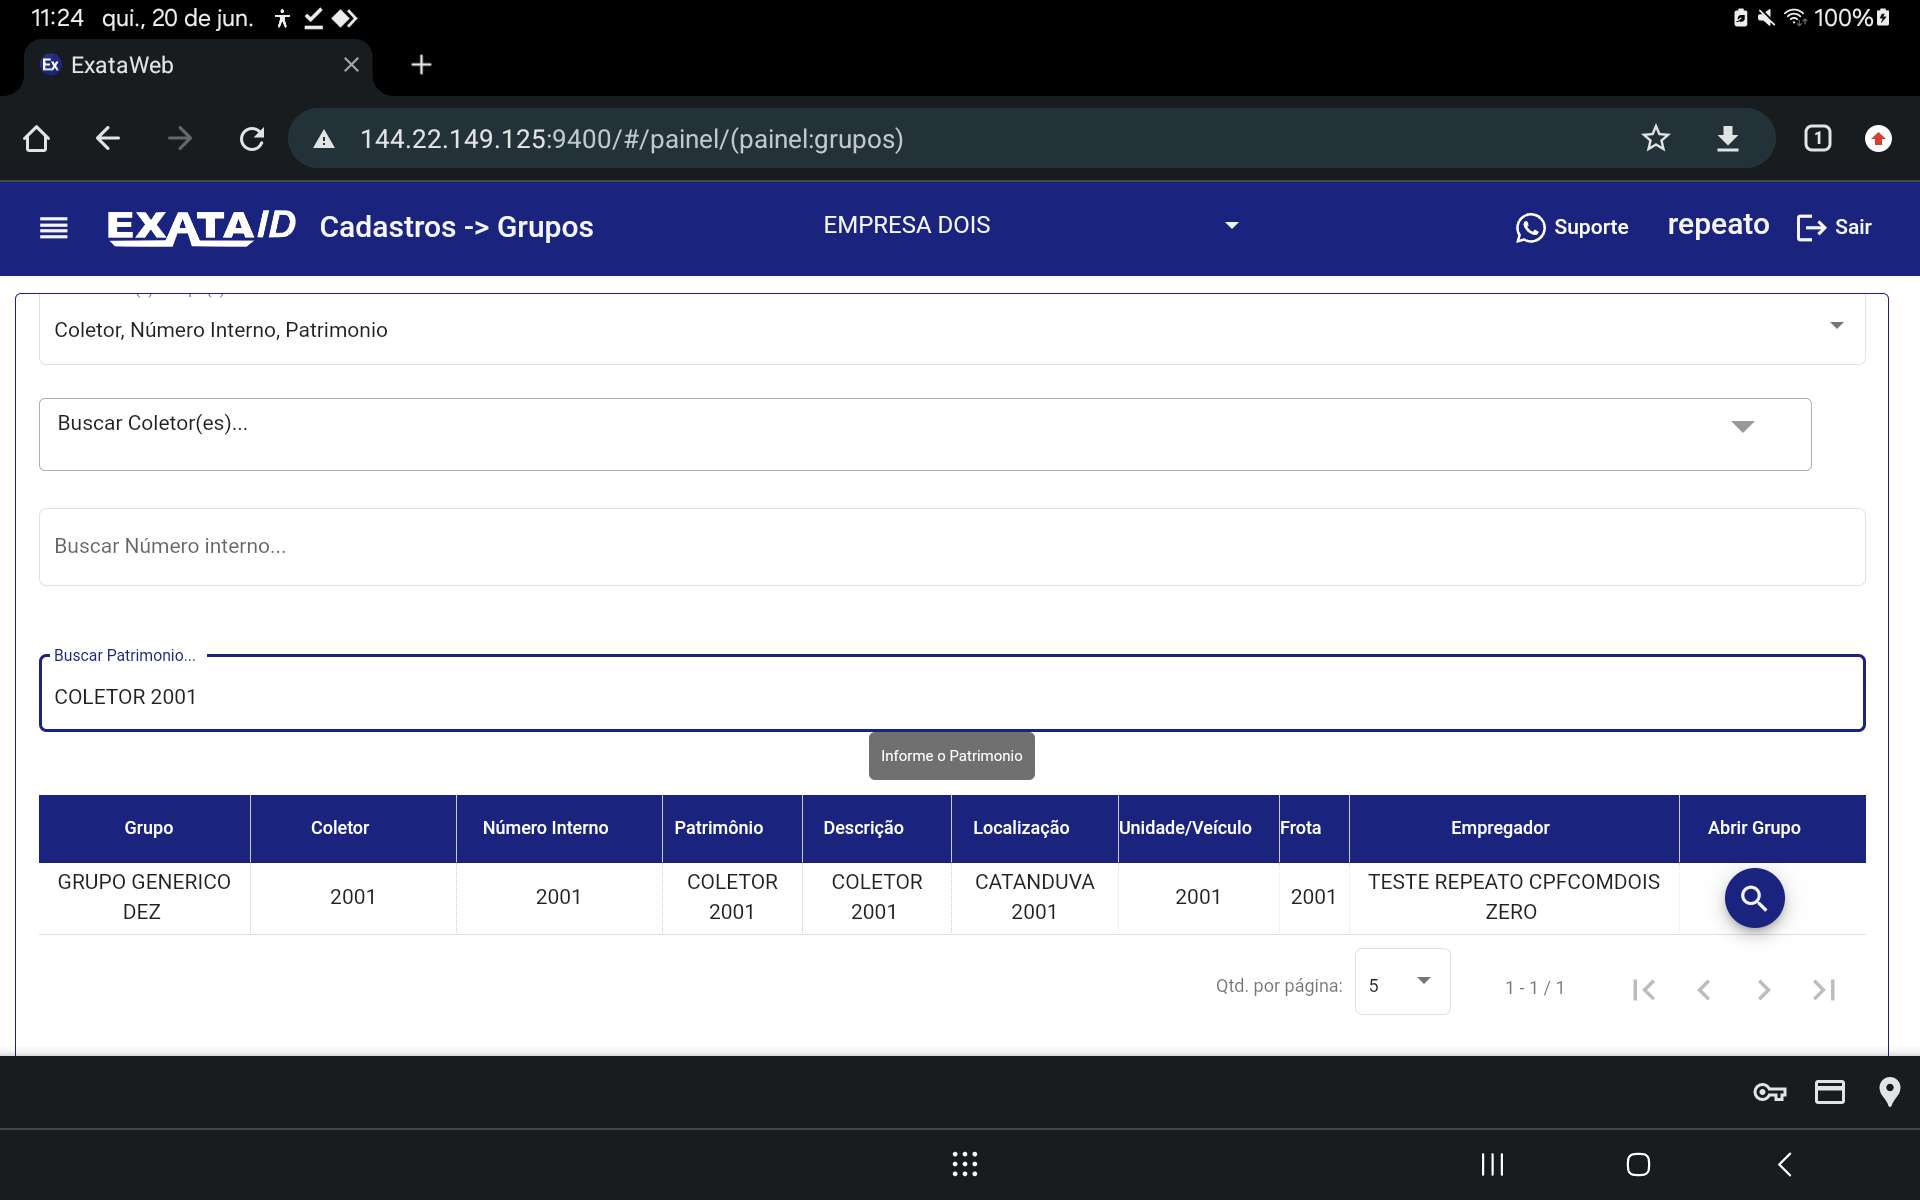 11:24 qui., 20 de jun. 100%
Ex ExataWeb
144.22.149.125:9400/#/painel/(painel:grupos) 1
EXATA/ID Cadastros -> Grupos EMPRESA DOIS Suporte repeato Sair
Coletor, Número Interno, Patrimonio
Buscar Coletor(es)...
Buscar Número interno...
Buscar Patrimonio...
COLETOR 2001
Informe o Patrimonio
Grupo Coletor Número Interno Patrimônio Descrição Localização Unidade/Veículo Frota Empregador Abrir Grupo
GRUPO GENERICO DEZ 2001 2001 COLETOR 2001 COLETOR 2001 CATANDUVA 2001 2001 2001 TESTE REPEATO CPFCOMDOIS ZERO
Qtd. por página: 5 1 - 1 / 1